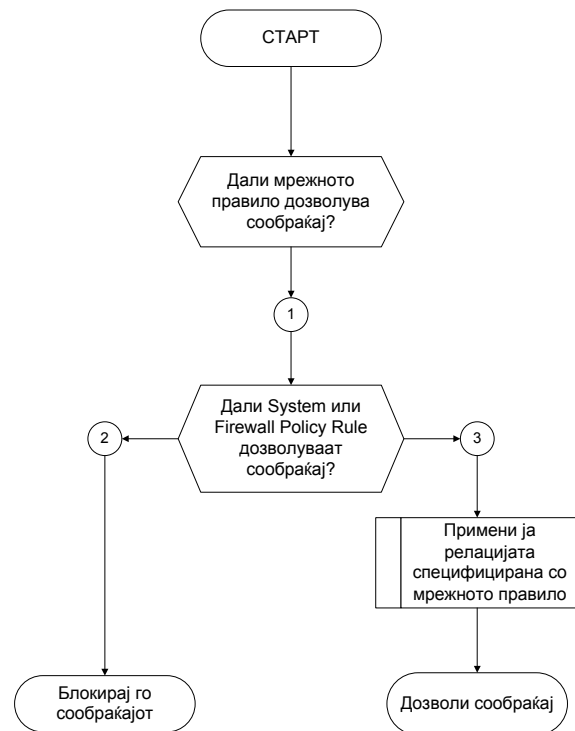 СТАРТ
Дали мрежното
правило дозволува
сообраќај?
1
Дали System или
Firewall Policy Rule
дозволуваат
сообраќај?
2
3
Примени ја
релацијата
специфицирана со
мрежното правило
Блокирај го
сообраќајот
Дозволи сообраќај